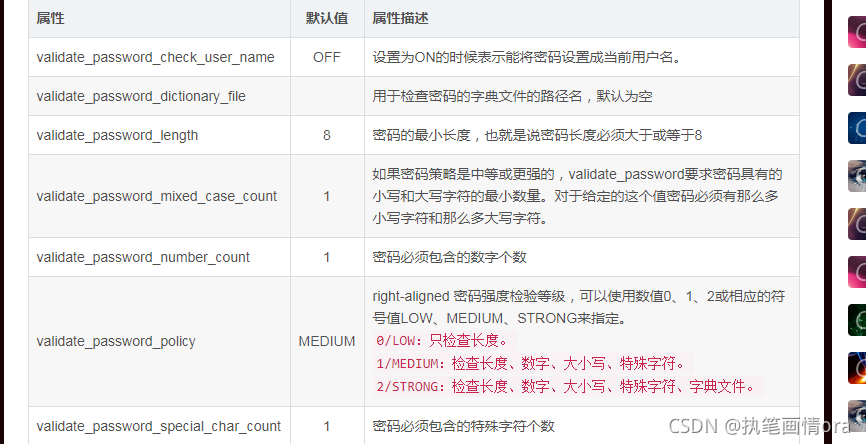 属性 默认值 属性描述
validate_password_check_user_name OFF 设置为ON的时候表示能将密码设置成当前用户名。
validate_password_dictionary_file 用于检查密码的字典文件的路径名，默认为空
validate_password_length 8 密码的最小长度，也就是说密码长度必须大于或等于8
validate_password_mixed_case_count 1 如果密码策略是中等或更强的，validate_password要求密码具有的
小写和大写字符的最小数量。对于给定的这个值密码必须有那么多
小写字符和那么多大写字符。
validate_password_number_count 1 密码必须包含的数字个数
validate_password_policy MEDIUM right-aligned 密码强度检验等级，可以使用数值0、1、2或相应的符
号值LOW、MEDIUM、STRONG来指定。
0/LOW：只检查长度。
1/MEDIUM：检查长度、数字、大小写、特殊字符。
2/STRONG：检查长度、数字、大小写、特殊字符、字典文件。
validate_password_special_char_count 1 密码必须包含的特殊字符个数
CSDN @执笔画情ora